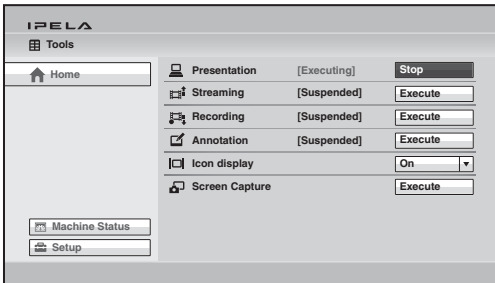 IPELA
Tools
Home
Presentation [Executing] Stop
Streaming [Suspended] Execute
Recording [Suspended] Execute
Annotation [Suspended] Execute
Icon display On
Screen Capture Execute
Machine Status
Setup